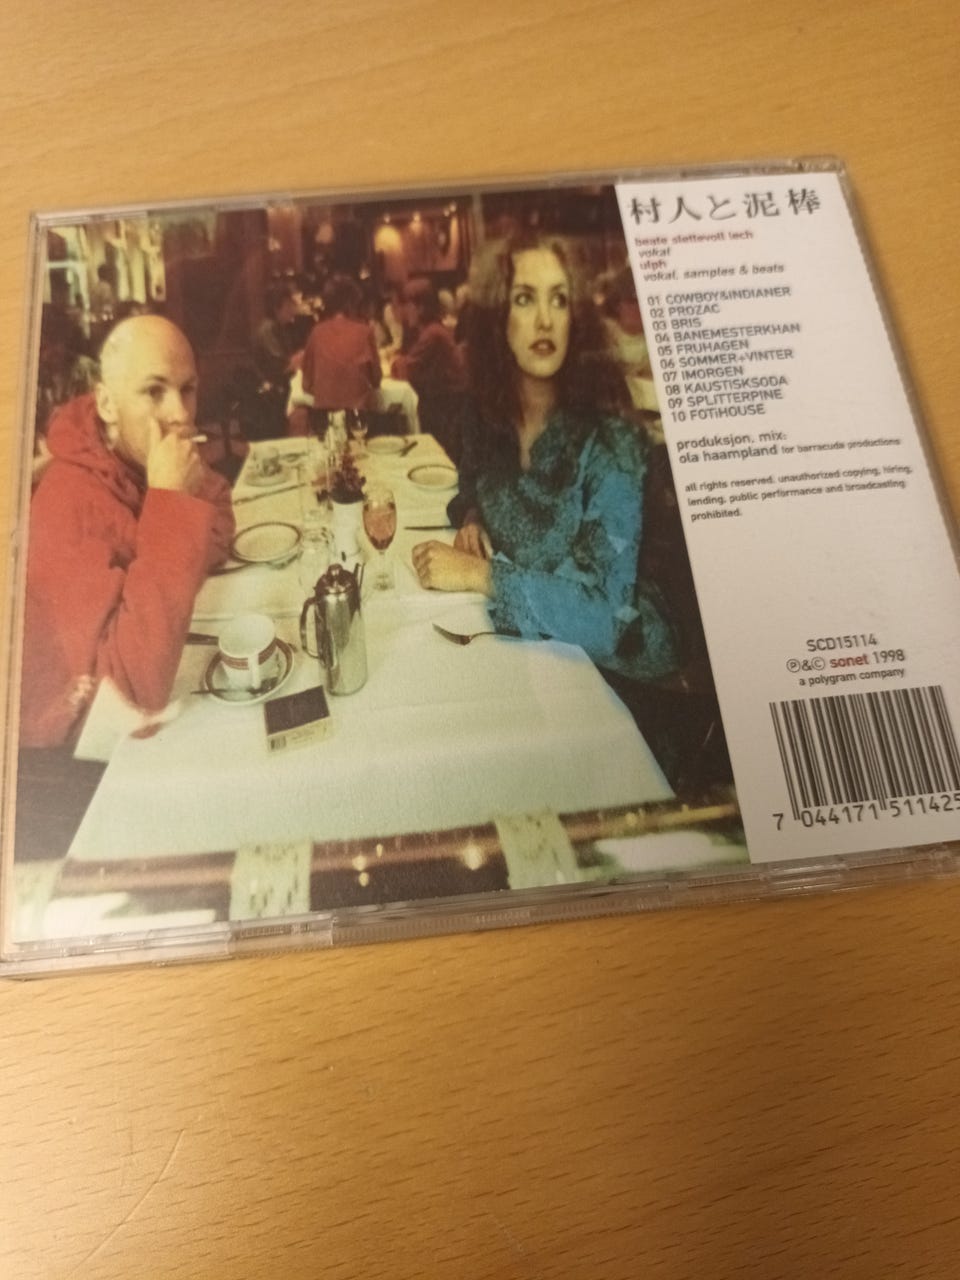 村人と泥棒
beate slettevoll lech
vokal
ulph
vokal, samples & beats
01 COWBOY&INDIANER
02 PROZAC
03 BRIS
04 BANEMESTERKHAN
05 FRUHAGEN
06 SOMMER+VINTER
07 IMORGEN
08 KAUSTISKSODA
09 SPLITTERPINE
10 FOTiHOUSE
produksjon, mix:
ola haampland for barracuda productions
all rights reserved, unauthorized copying, hiring,
lending, public performance and broadcasting
prohibited.
SCD15114
℗&© sonet 1998
a polygram company
7 044171 511425